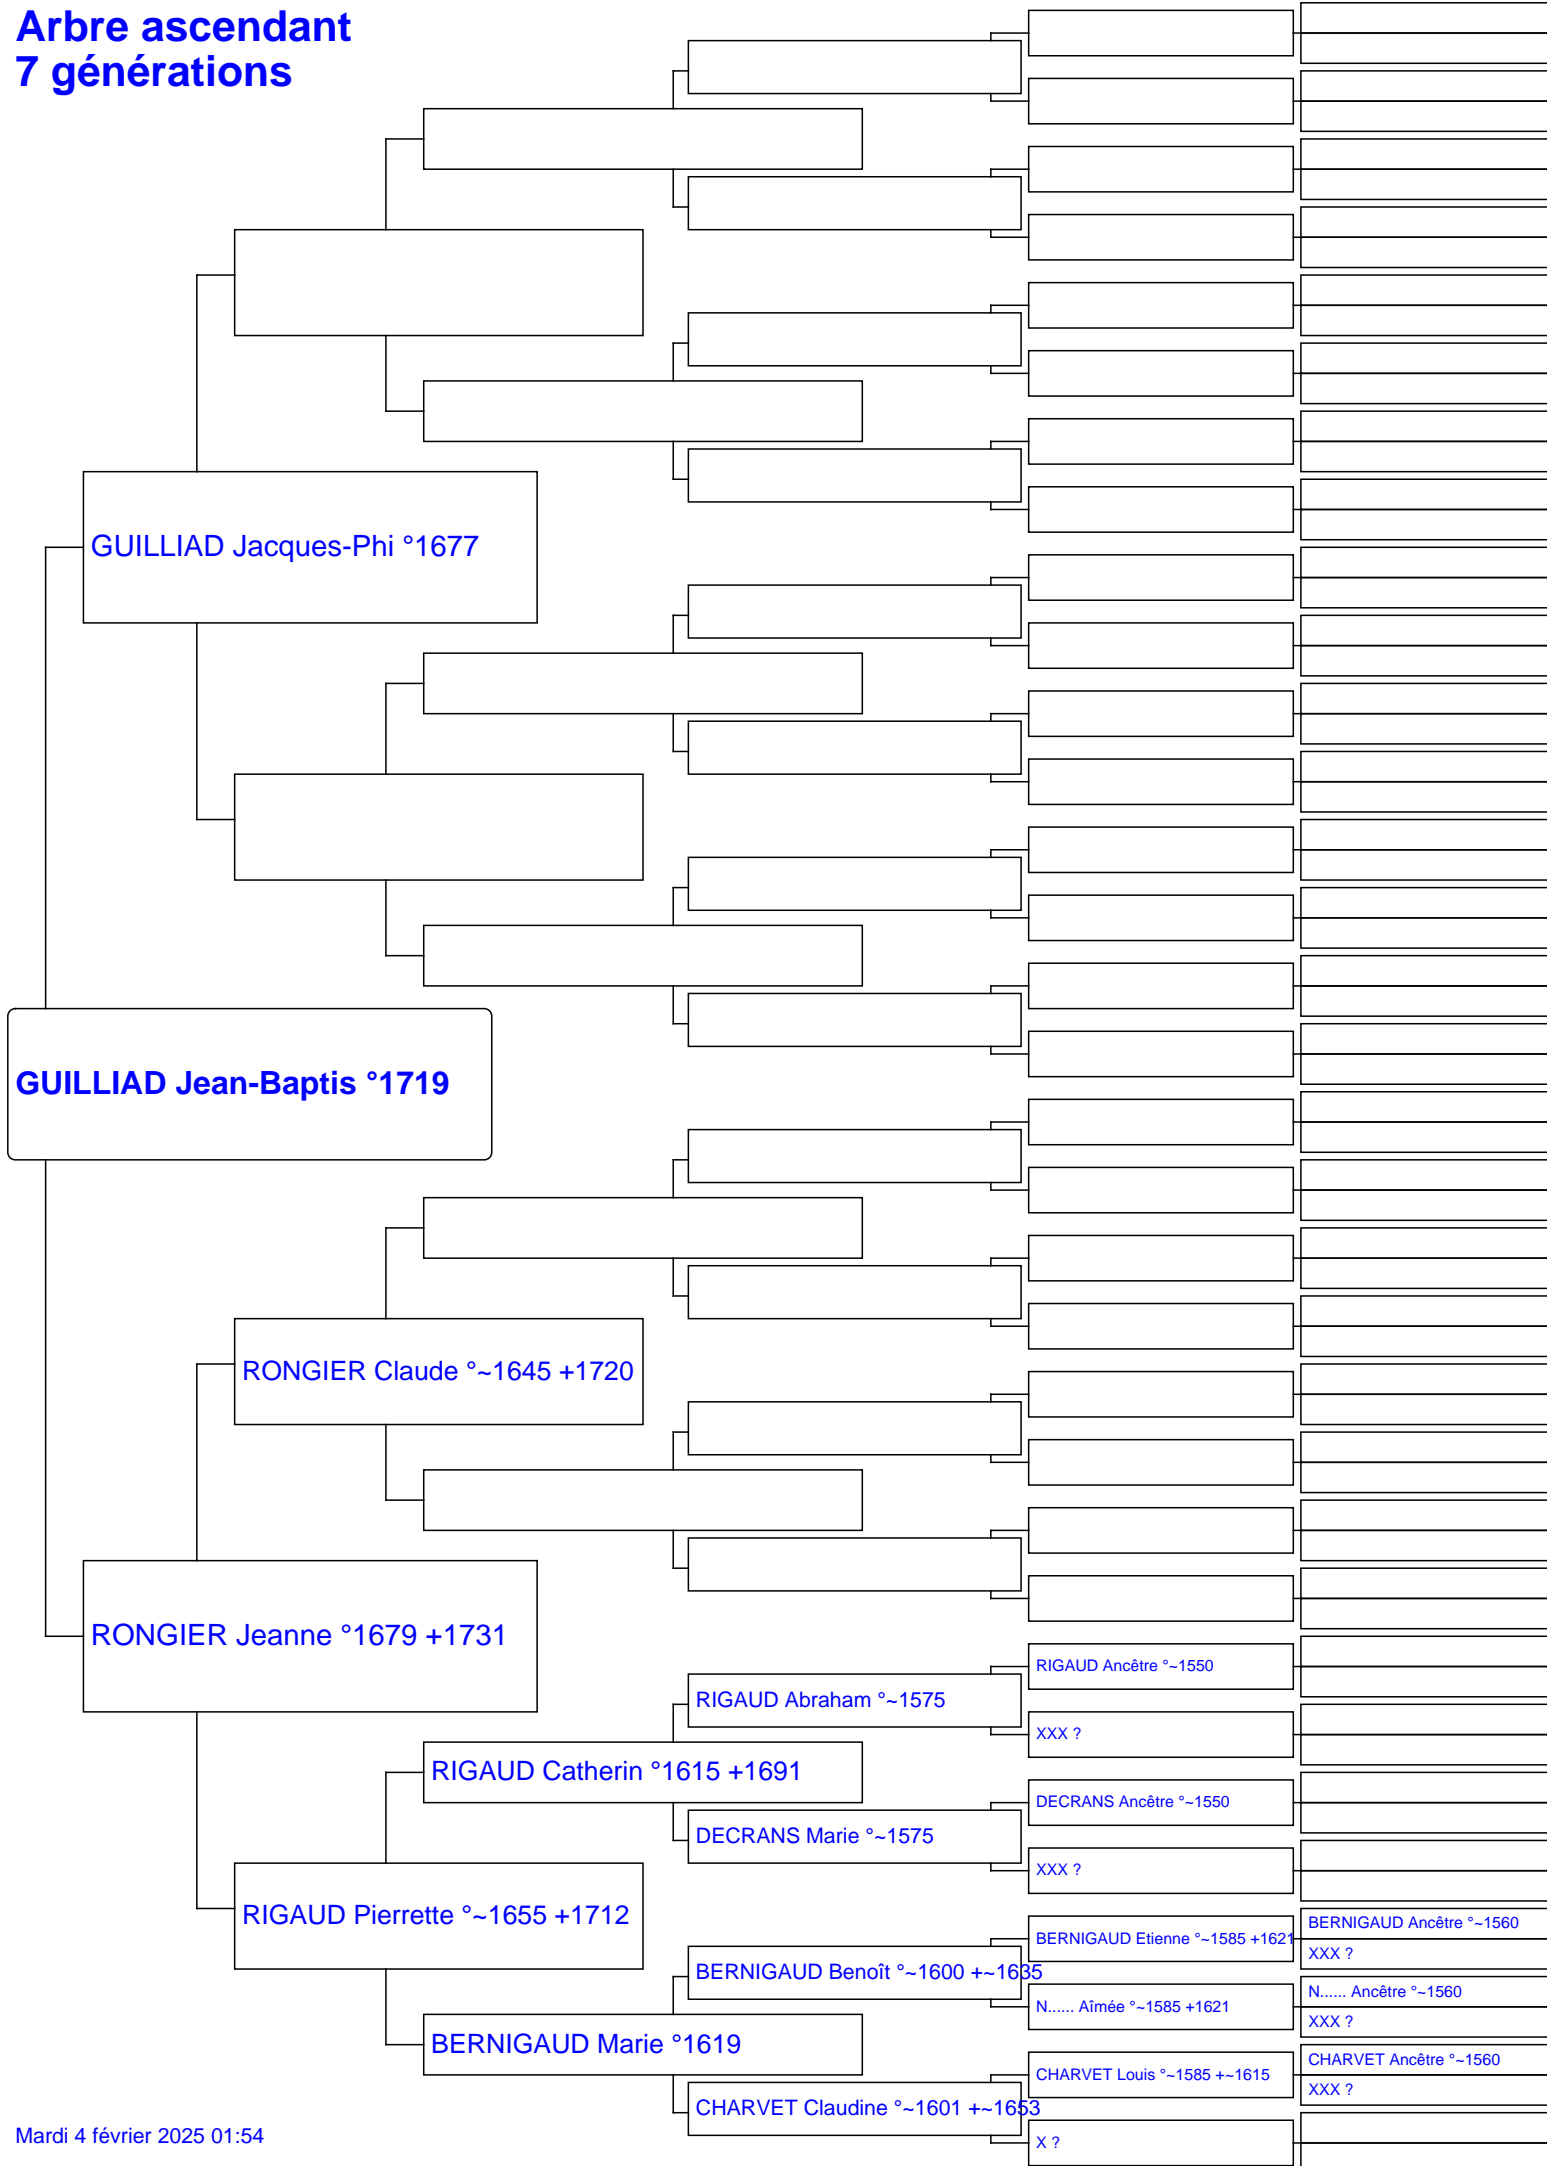 Arbre ascendant
7 générations
GUILLIAD Jacques-Phi °1677
GUILLIAD Jean-Baptis °1719
RONGIER Claude °~1645 +1720
RONGIER Jeanne °1679 +1731
RIGAUD Ancêtre °~1550
RIGAUD Abraham °~1575
XXX ?
RIGAUD Catherin °1615 +1691
DECRANS Ancêtre °~1550
DECRANS Marie °~1575
XXX ?
RIGAUD Pierrette °~1655 +1712
BERNIGAUD Ancêtre °~1560
BERNIGAUD Etienne °~1585 +1621
XXX ?
BERNIGAUD Benoît °~1600 +~1635
N...... Ancêtre °~1560
N...... Aîmée °~1585 +1621
XXX ?
BERNIGAUD Marie °1619
CHARVET Ancêtre °~1560
CHARVET Louis °~1585 +~1615
XXX ?
CHARVET Claudine °~1601 +~1653
X ?
Mardi 4 février 2025 01:54